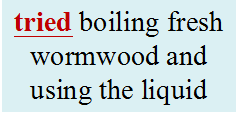 tried boiling fresh
wormwood and
using the liquid